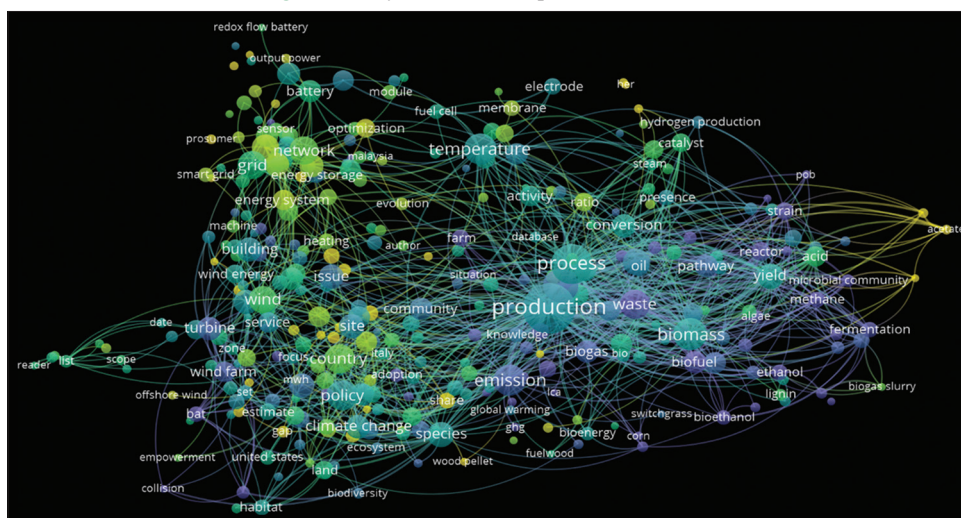 redox flow battery
output power
battery
module
electrode
her
fuel cell
membrane
hydrogen production
sensor
optimization
prosumer
network
catalyst
temperature
malaysia
grid
steam
smart grid
energy storage
pob
energy system
activity
ratio
presence
evolution
strain
machine
conversion
acetate
heating
author
farm
database
building
reactor
acid
issue
process
oil
pathway
wind energy
situation
yield
microbial community
wind
production
waste
methane
community
date
turbine
service
site
algae
knowledge
biomass
fermentation
zone
focus
italy
biogas
bio
list
scope
country
biofuel
reader
wind farm
adoption
emission
ethanol
mwh
lca
set
biogas slurry
offshore wind
policy
share
lignin
bat
estimate
global warming
switchgrass
bioethanol
gap
climate change
ghg
species
bioenergy
corn
ecosystem
empowerment
united states
fuelwood
land
wood pellet
collision
biodiversity
habitat